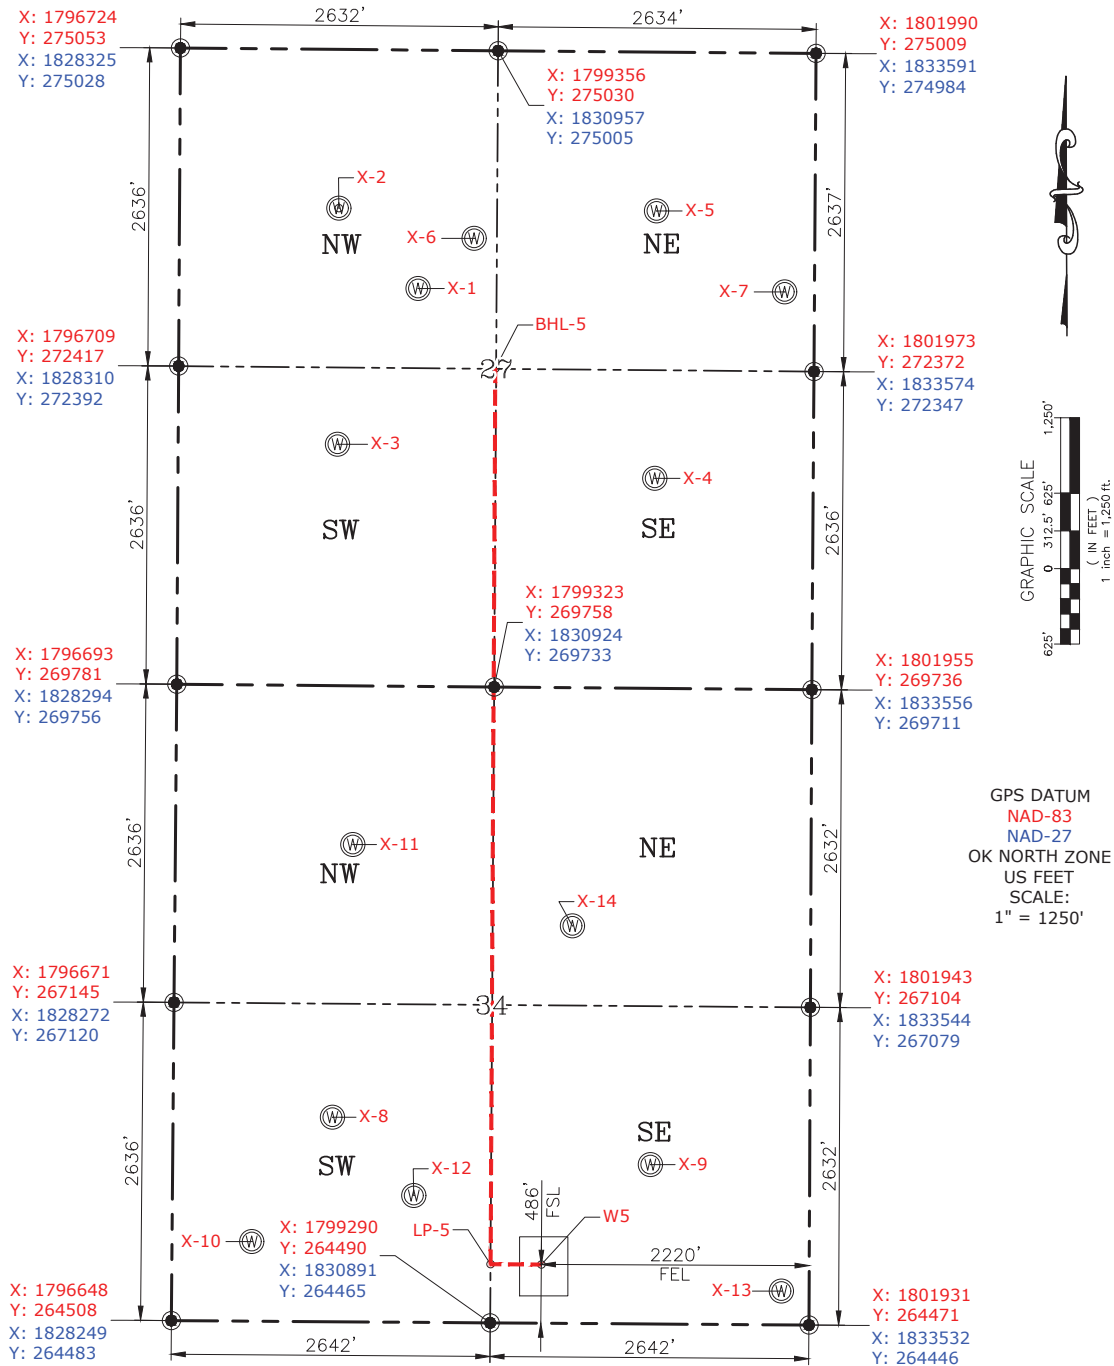 X: 1796724
Y: 275053
X: 1828325
Y: 275028
2632'
2634'
X: 1801990
Y: 275009
X: 1833591
Y: 274984
X: 1799356
Y: 275030
X: 1830957
Y: 275005
2636'
2637'
W
X-2
W
X-5
X-6
W
NW
NE
W
X-1
X-7
W
BHL-5
X: 1796709
Y: 272417
X: 1828310
Y: 272392
27
X: 1801973
Y: 272372
X: 1833574
Y: 272347
W
X-3
W
X-4
2636'
SW
SE
2636'
GRAPHIC SCALE
1,250'
625'
312.5'
0
625'
( IN FEET )
1 inch = 1,250 ft.
X: 1799323
Y: 269758
X: 1830924
Y: 269733
X: 1796693
Y: 269781
X: 1828294
Y: 269756
X: 1801955
Y: 269736
X: 1833556
Y: 269711
GPS DATUM
NAD-83
NAD-27
OK NORTH ZONE
US FEET
SCALE:
1" = 1250'
2636'
2632'
W
X-11
NW
NE
X-14
W
X: 1796671
Y: 267145
X: 1828272
Y: 267120
34
X: 1801943
Y: 267104
X: 1833544
Y: 267079
W
X-8
2636'
2632'
SW
SE
X-12
W
W
X-9
486'
FSL
W5
LP-5
X-10
W
X: 1799290
Y: 264490
X: 1830891
Y: 264465
2220'
FEL
X-13
W
X: 1796648
Y: 264508
X: 1828249
Y: 264483
2642'
2642'
X: 1801931
Y: 264471
X: 1833532
Y: 264446